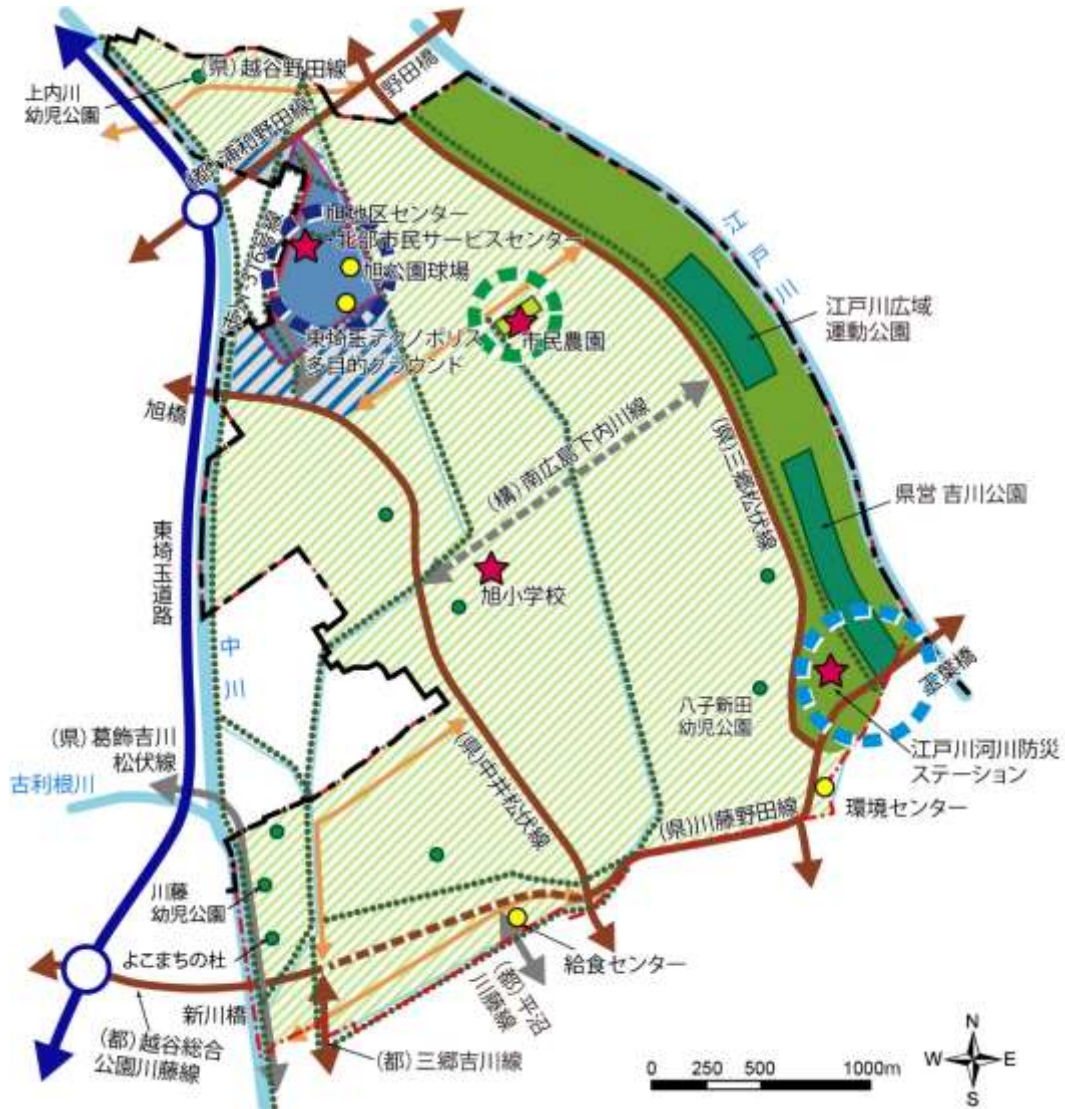 (県)越谷野田線
野田橋
上内川
幼児公園
(都)浦和野田線
江戸川
旭地区センター
・北部市民サービスセンター
旭公園球場
江戸川広域
運動公園
市民農園
東埼玉テクノポリス
多目的グラウンド
旭橋
(構)南広島下内川線
(県)三郷松伏線
県営 吉川公園
東埼玉道路
旭小学校
中川
八子新田
幼児公園
江戸川河川防災
ステーション
(県)葛飾吉川
松伏線
古利根川
(県)中井松伏線
環境センター
(県)川藤野田線
川藤
幼児公園
よこまちの杜
給食センター
新川橋
(都)平沼
川藤線
(都)越谷総合
公園川藤線
(都)三郷吉川線
0 250 500 1000m
N
W E
S